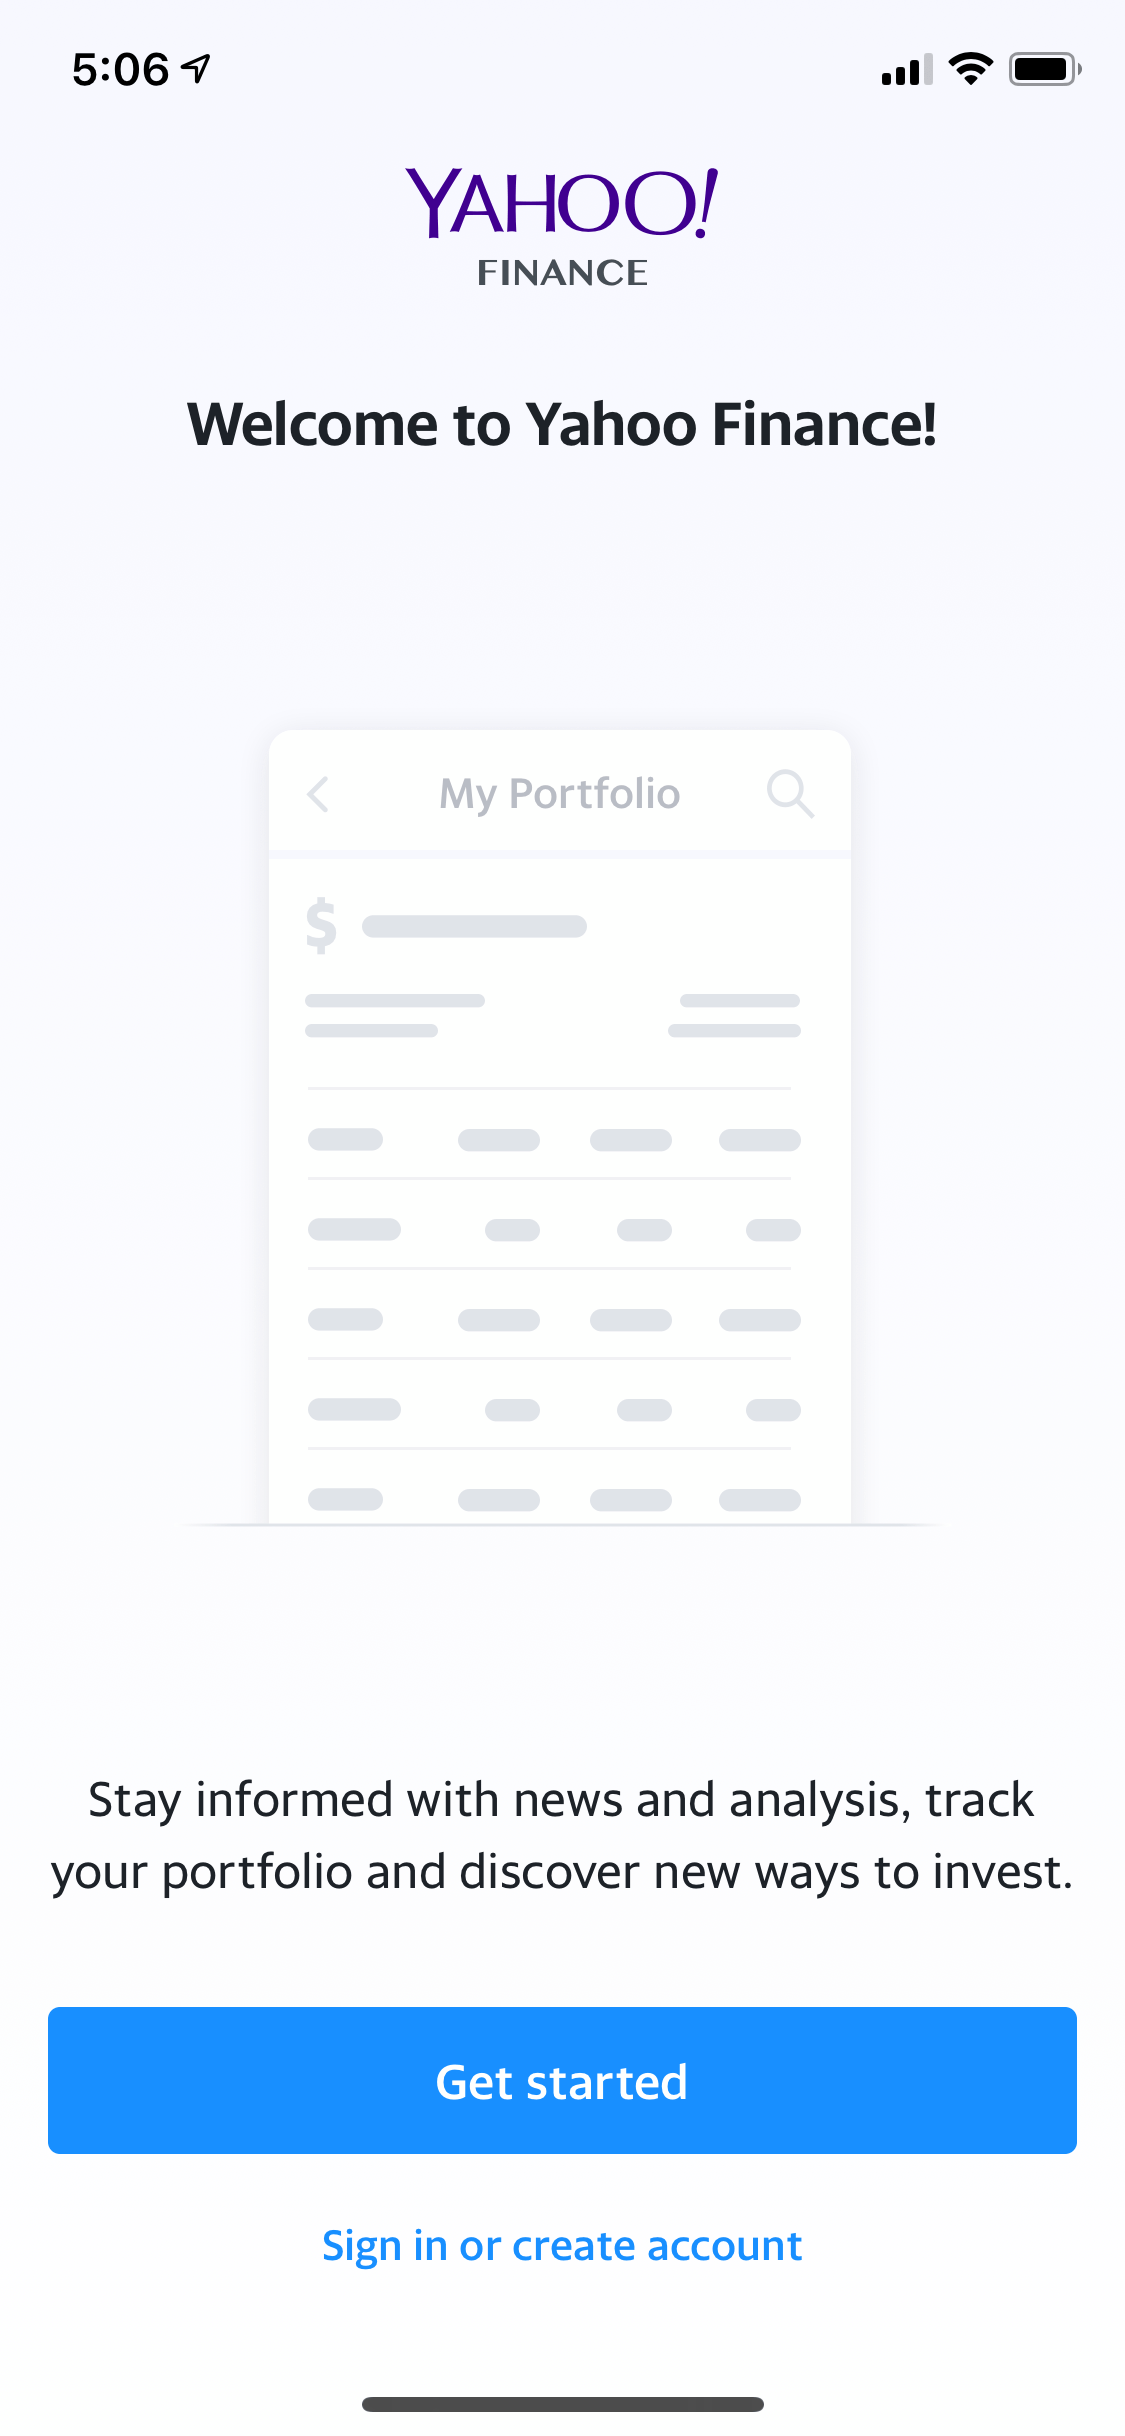 5:06
YAHOO!
FINANCE
Welcome to Yahoo Finance!
My Portfolio
$
Stay informed with news and analysis, track
your portfolio and discover new ways to invest.
Get started
Sign in or create account